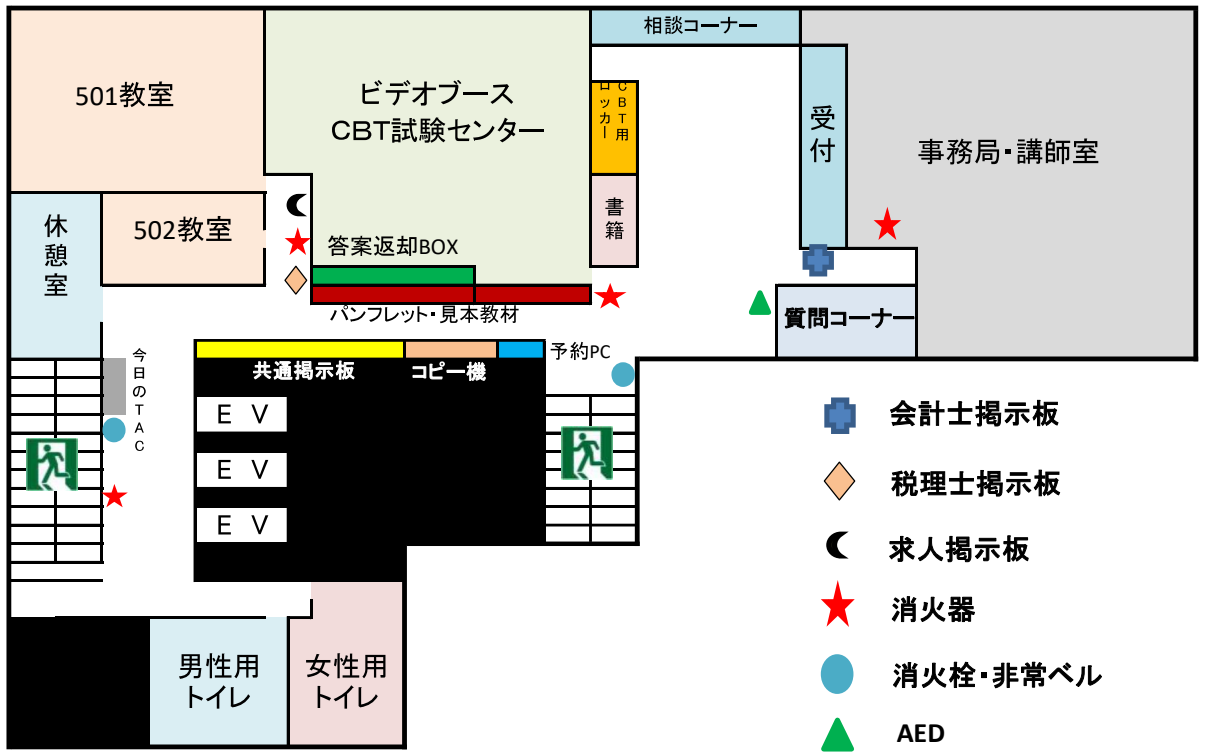 相談コーナー
501教室
ビデオブース
CBT試験センター
CBT用
ロッカー
受付
事務局・講師室
休憩室
502教室
書籍
答案返却BOX
パンフレット・見本教材
質問コーナー
今日のTAC
共通掲示板
コピー機
予約PC
E V
E V
E V
男性用
トイレ
女性用
トイレ
会計士掲示板
税理士掲示板
求人掲示板
消火器
消火栓・非常ベル
AED